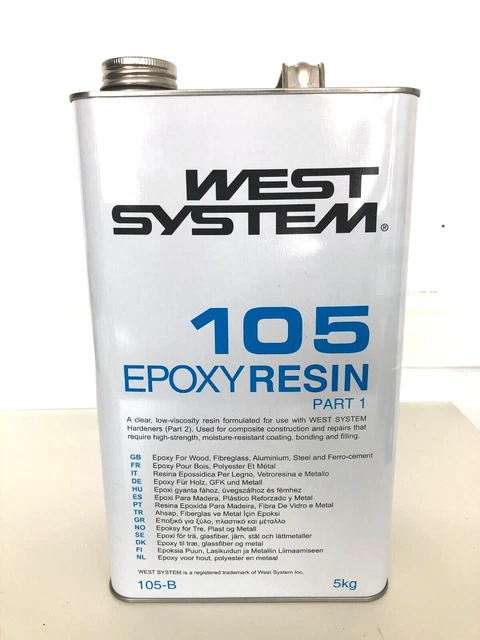 WEST
SYSTEM®
105
EPOXYRESIN
PART 1
A clear, low-viscosity resin formulated for use with WEST SYSTEM
Hardeners (Part 2). Used for composite construction and repairs that
require high-strength, moisture-resistant coating, bonding and filling.
GB Epoxy For Wood, Fibreglass, Aluminium, Steel and Ferro-cement
FR Epoxy Pour Bois, Polyester Et Métal
IT Resina Epossidica Per Legno, Vetroresina e Metallo
DE Epoxy Für Holz, GFK und Metall
HU Epoxi gyanta fához, üvegszálhoz és fémhez
ES Epoxi Para Madera, Plástico Reforzado y Metal
PT Resina Epoxida Para Madeira, Fibra De Vidro e Metal
TR Ahsap, Fiberglas ve Metal İçin Epoksi
GR Εποξικό για ξύλο, πλαστικό και μέταλλο
NO Epoksy for Tre, Plast og Metall
SE Epoxi för trä, glasfiber, järn, stål och lättmetaller
DK Epoxy til træ, glassfiber og metal
FI Epoksia Puun, Lasikuidun ja Metallin Liimaamiseen
NL Epoxy voor hout, polyester en metaal
WEST SYSTEM is a registered trademark of West System Inc.
105-B 5kg